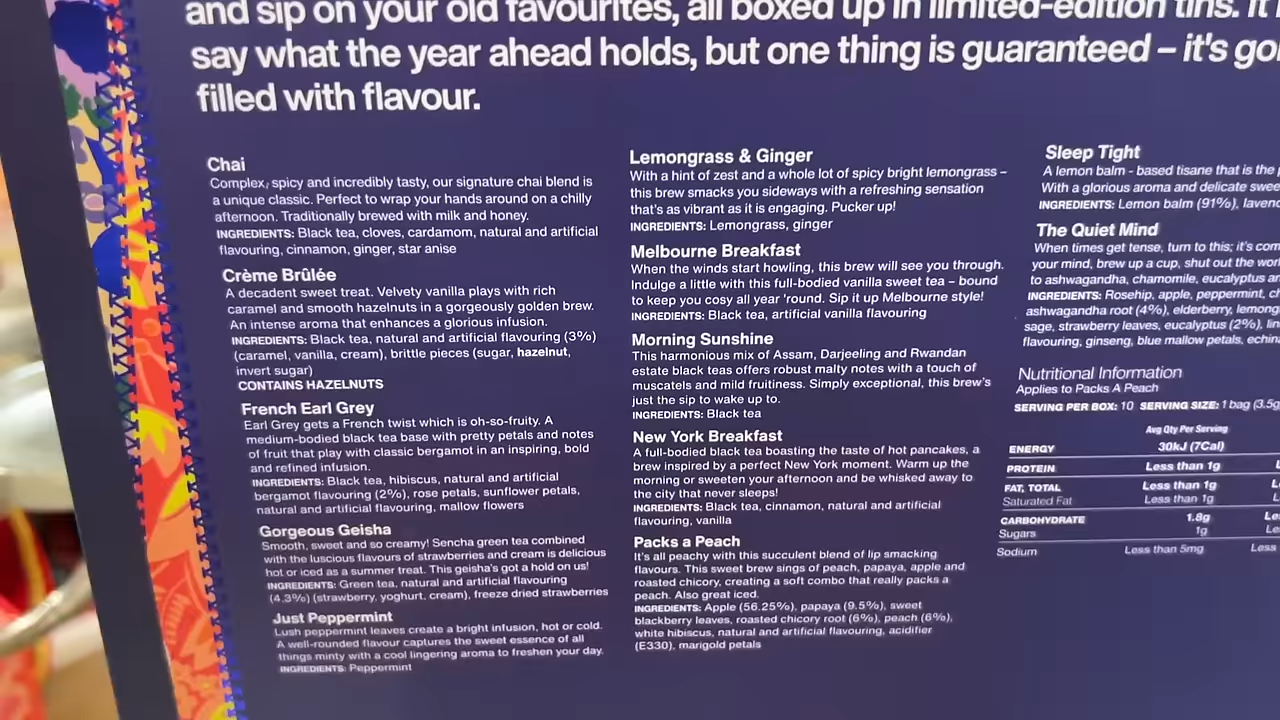 and sip on your old favourites, all boxed up in limited-edition tins. It
say what the year ahead holds, but one thing is guaranteed – it's
filled with flavour.
Chai
Complex, spicy and incredibly tasty, our signature chai blend is
a unique classic. Perfect to wrap your hands around on a chilly
afternoon. Traditionally brewed with milk and honey.
INGREDIENTS: Black tea, cloves, cardamom, natural and artificial
flavouring, cinnamon, ginger, star anise
Crème Brûlée
A decadent sweet treat. Velvety vanilla plays with rich
caramel and smooth hazelnuts in a gorgeously golden brew.
An intense aroma that enhances a glorious infusion.
INGREDIENTS: Black tea, natural and artificial flavouring (3%)
(caramel, vanilla, cream), brittle pieces (sugar, hazelnut,
invert sugar)
CONTAINS HAZELNUTS
French Earl Grey
Earl Grey gets a French twist which is oh-so-fruity. A
medium-bodied black tea base with pretty petals and notes
of fruit that play with classic bergamot in an inspiring, bold
and refined infusion.
INGREDIENTS: Black tea, hibiscus, natural and artificial
bergamot flavouring (2%), rose petals, sunflower petals,
natural and artificial flavouring, mallow flowers
Gorgeous Geisha
Smooth, sweet and so creamy! Sencha green tea combined
with the luscious flavours of strawberries and cream is delicious
hot or iced as a summer treat. This geisha's got a hold on us!
INGREDIENTS: Green tea, natural and artificial flavouring
(4.3%) (strawberry, yoghurt, cream), freeze dried strawberries
Just Peppermint
Lush peppermint leaves create a bright infusion, hot or cold.
A well-rounded flavour captures the sweet essence of all
things minty with a cool lingering aroma to freshen your day.
INGREDIENTS: Peppermint
Lemongrass & Ginger
With a hint of zest and a whole lot of spicy bright lemongrass –
this brew smacks you sideways with a refreshing sensation
that's as vibrant as it is engaging. Pucker up!
INGREDIENTS: Lemongrass, ginger
Melbourne Breakfast
When the winds start howling, this brew will see you through.
Indulge a little with this full-bodied vanilla sweet tea – bound
to keep you cosy all year 'round. Sip it up Melbourne style!
INGREDIENTS: Black tea, artificial vanilla flavouring
Morning Sunshine
This harmonious mix of Assam, Darjeeling and Rwandan
estate black teas offers robust malty notes with a touch of
muscatels and mild fruitiness. Simply exceptional, this brew's
just the sip to wake up to.
INGREDIENTS: Black tea
New York Breakfast
A full-bodied black tea boasting the taste of hot pancakes, a
brew inspired by a perfect New York moment. Warm up the
morning or sweeten your afternoon and be whisked away to
the city that never sleeps!
INGREDIENTS: Black tea, cinnamon, natural and artificial
flavouring, vanilla
Packs a Peach
It's all peachy with this succulent blend of lip smacking
flavours. This sweet brew sings of peach, papaya, apple and
roasted chicory, creating a soft combo that really packs a
peach. Also great iced.
INGREDIENTS: Apple (56.25%), papaya (9.5%), sweet
blackberry leaves, roasted chicory root (6%), peach (6%),
white hibiscus, natural and artificial flavouring, acidifier
(E330), marigold petals
Sleep Tight
A lemon balm - based tisane that is the
With a glorious aroma and delicate
INGREDIENTS: Lemon balm (91%),
The Quiet Mind
When times get tense, turn to this; it's
your mind, brew up a cup, shut out the
to ashwagandha, chamomile, eucalyptus
INGREDIENTS: Rosehip, apple, peppermint,
ashwagandha root (4%), elderberry,
sage, strawberry leaves, eucalyptus (2%),
flavouring, ginseng, blue mallow petals,
Nutritional Information
Applies to Packs A Peach
SERVING PER BOX: 10 SERVING SIZE: 1 bag (3.5g
Avg Qty Per Serving
ENERGY 30kJ (7Cal)
PROTEIN Less than 1g
FAT, TOTAL Less than 1g
Saturated Fat Less than 1g
CARBOHYDRATE 1.8g
Sugars 1g
Sodium Less than 5mg Less